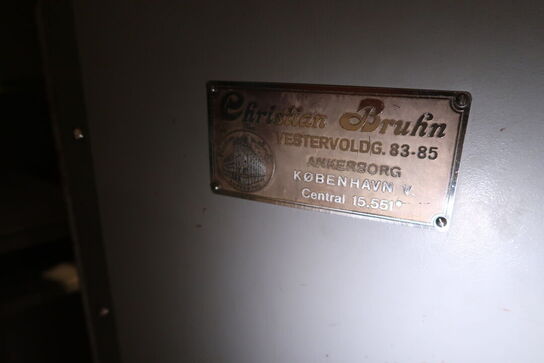 Christian Bruhn
VESTERVOLDG. 83-85
ANKERBORG
KØBENHAVN V.
Central 15.551*